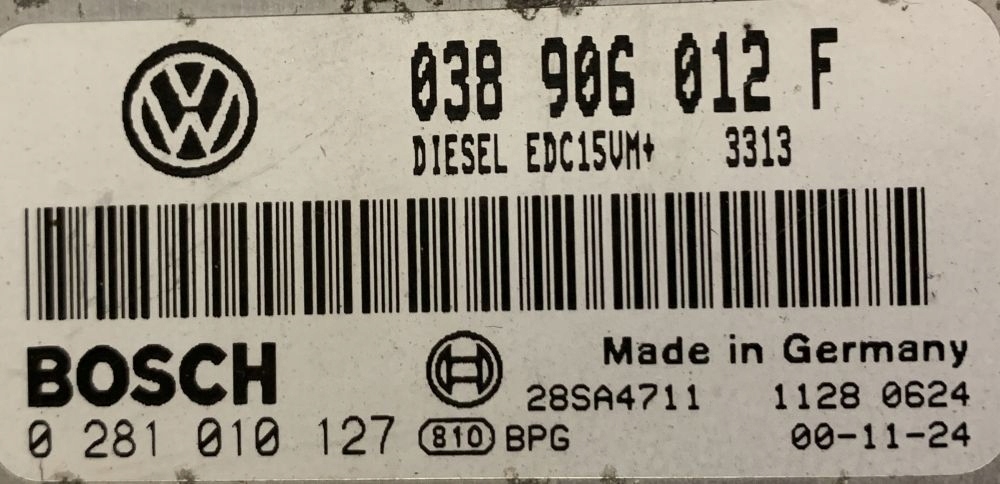 VW
038 906 012 F
DIESEL EDC15VM+ 3313
BOSCH
Made in Germany
28SA4711 1128 0624
0 281 010 127 810 BPG 00-11-24